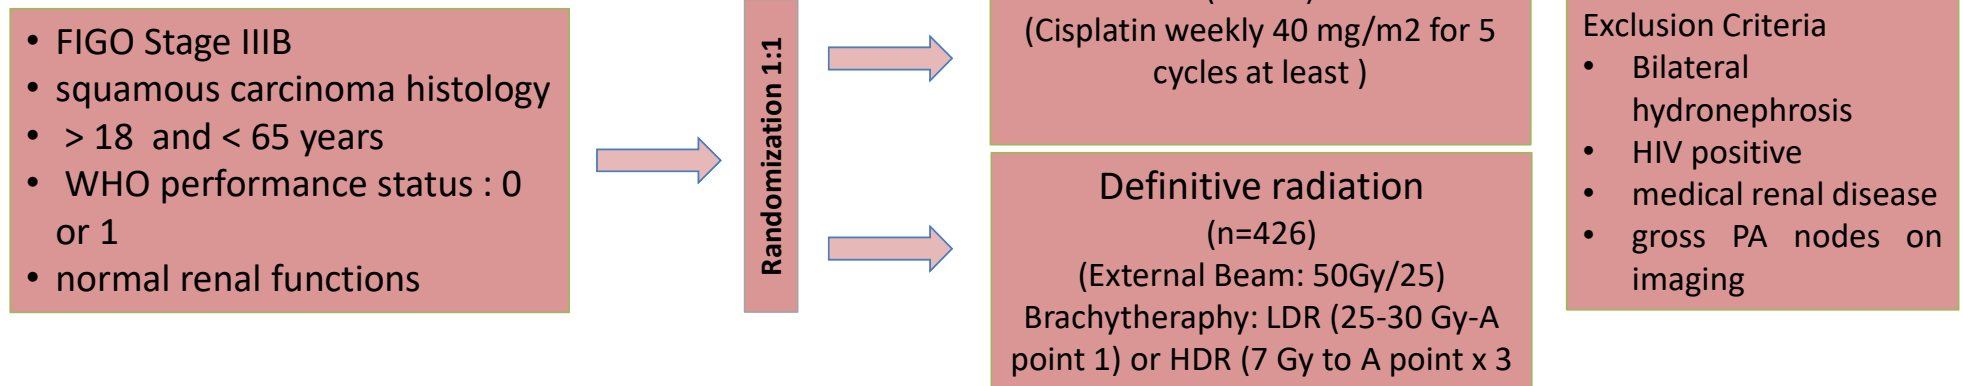 • FIGO Stage IIIB
• squamous carcinoma histology
• > 18 and < 65 years
• WHO performance status : 0
or 1
• normal renal functions
Randomization 1:1
(Cisplatin weekly 40 mg/m2 for 5
cycles at least )
Definitive radiation
(n=426)
(External Beam: 50Gy/25)
Brachytheraphy: LDR (25-30 Gy-A
point 1) or HDR (7 Gy to A point x 3
Exclusion Criteria
• Bilateral
hydronephrosis
• HIV positive
• medical renal disease
• gross PA nodes on
imaging